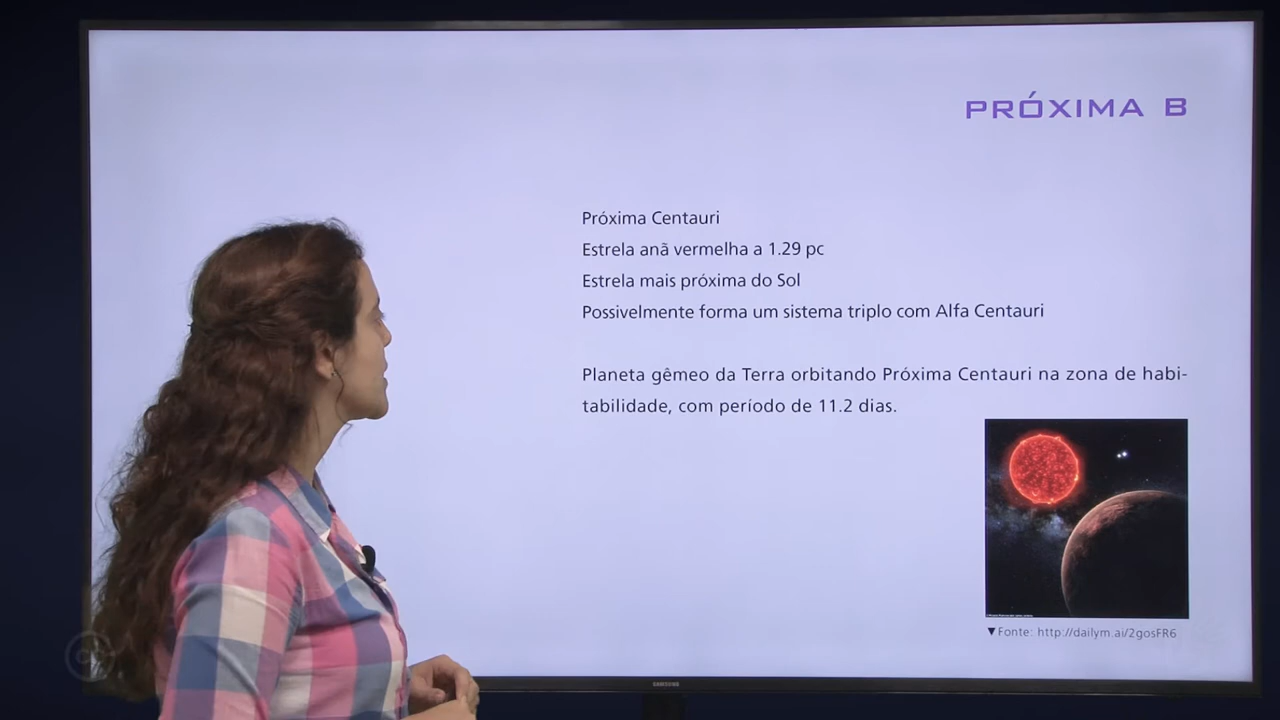 PRÓXIMA B
Próxima Centauri
Estrela anã vermelha a 1.29 pc
Estrela mais próxima do Sol
Possivelmente forma um sistema triplo com Alfa Centauri
Planeta gêmeo da Terra orbitando Próxima Centauri na zona de habi-
tabilidade, com período de 11.2 dias.
▼Fonte: http://dailym.ai/2gosFR6
SAMSUNG